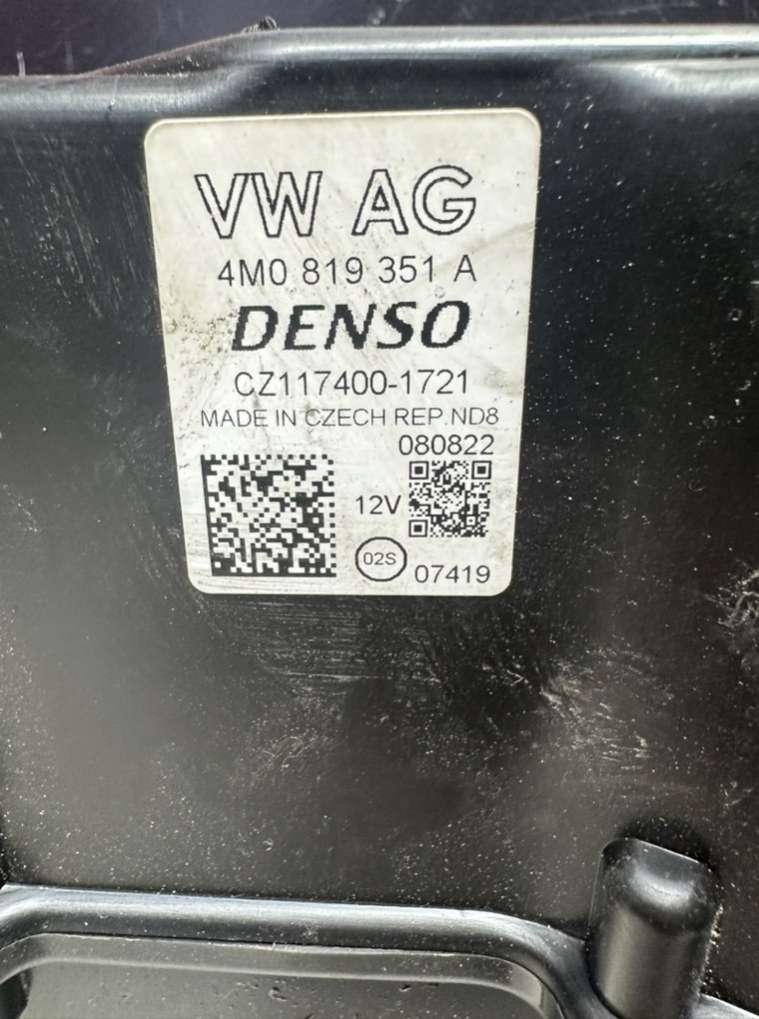 VW AG
4M0 819 351 A
DENSO
CZ117400-1721
MADE IN CZECH REP.ND8
080822
12V
02S
07419